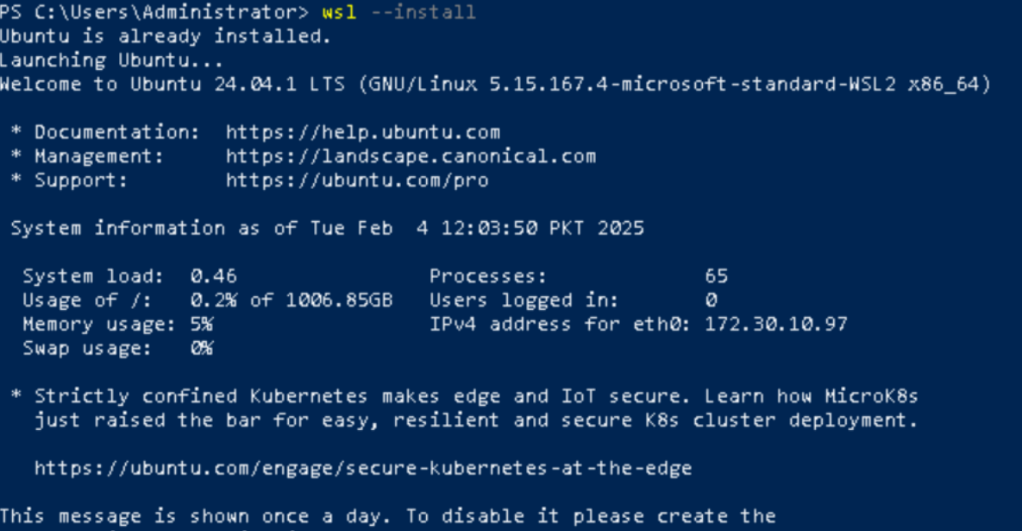 PS C:\Users\Administrator> wsl --install
Ubuntu is already installed.
Launching Ubuntu...
Welcome to Ubuntu 24.04.1 LTS (GNU/Linux 5.15.167.4-microsoft-standard-WSL2 x86_64)
* Documentation: https://help.ubuntu.com
* Management: https://landscape.canonical.com
* Support: https://ubuntu.com/pro
System information as of Tue Feb 4 12:03:50 PKT 2025
System load: 0.46 Processes: 65
Usage of /: 0.2% of 1006.85GB Users logged in: 0
Memory usage: 5% IPv4 address for eth0: 172.30.10.97
Swap usage: 0%
* Strictly confined Kubernetes makes edge and IoT secure. Learn how MicroK8s
just raised the bar for easy, resilient and secure K8s cluster deployment.
https://ubuntu.com/engage/secure-kubernetes-at-the-edge
This message is shown once a day. To disable it please create the